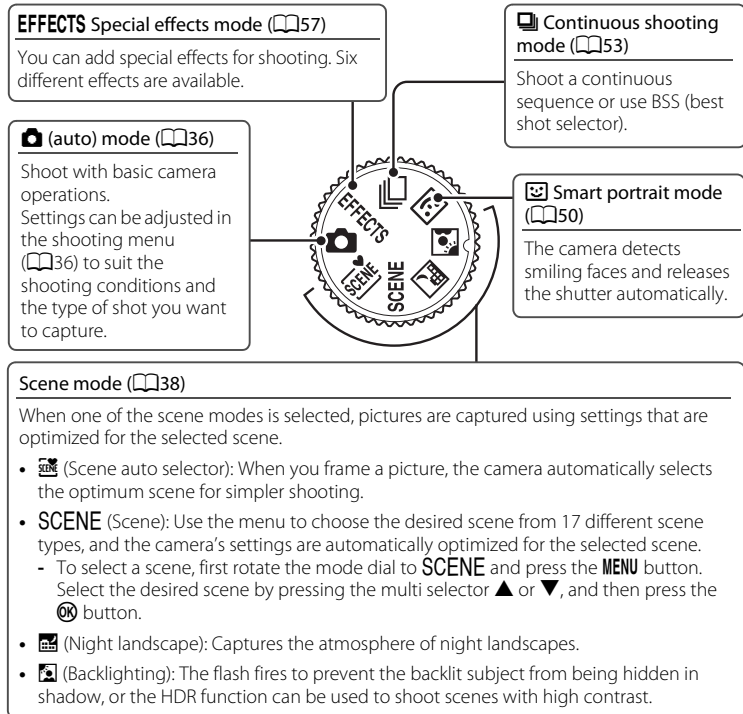 EFFECTS Special effects mode (57)
You can add special effects for shooting. Six
different effects are available.
Continuous shooting
mode (53)
Shoot a continuous
sequence or use BSS (best
shot selector).
(auto) mode (36)
Shoot with basic camera
operations.
Settings can be adjusted in
the shooting menu
(36) to suit the
shooting conditions and
the type of shot you want
to capture.
EFFECTS
SCENE
SCENE
Smart portrait mode
(50)
The camera detects
smiling faces and releases
the shutter automatically.
Scene mode (38)
When one of the scene modes is selected, pictures are captured using settings that are
optimized for the selected scene.
• SCENE (Scene auto selector): When you frame a picture, the camera automatically selects
the optimum scene for simpler shooting.
• SCENE (Scene): Use the menu to choose the desired scene from 17 different scene
types, and the camera's settings are automatically optimized for the selected scene.
- To select a scene, first rotate the mode dial to SCENE and press the MENU button.
Select the desired scene by pressing the multi selector ▲ or ▼, and then press the
OK button.
• (Night landscape): Captures the atmosphere of night landscapes.
• (Backlighting): The flash fires to prevent the backlit subject from being hidden in
shadow, or the HDR function can be used to shoot scenes with high contrast.